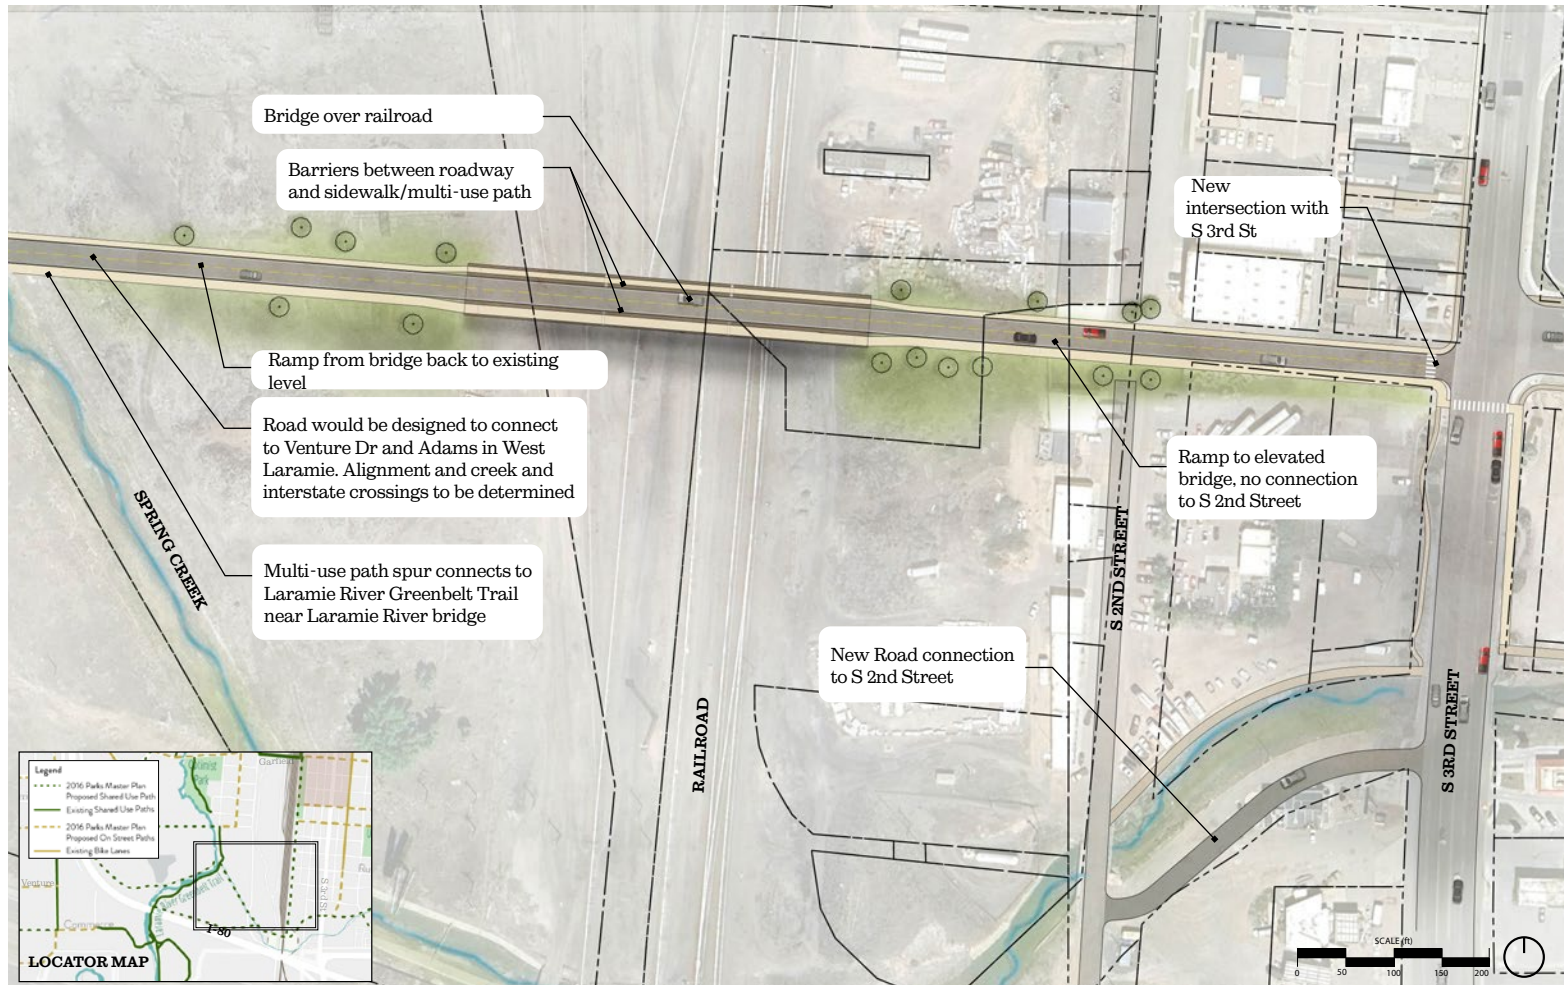 Bridge over railroad
Barriers between roadway
and sidewalk/multi-use path
New
intersection with
S 3rd St
Ramp from bridge back to existing
level
Road would be designed to connect
to Venture Dr and Adams in West
Laramie. Alignment and creek and
interstate crossings to be determined
Ramp to elevated
bridge, no connection
to S 2nd Street
Multi-use path spur connects to
Laramie River Greenbelt Trail
near Laramie River bridge
New Road connection
to S 2nd Street
SPRING CREEK
RAILROAD
S 2ND STREET
S 3RD STREET
Legend
2016 Parks Master Plan
Proposed Shared Use Path
Existing Shared Use Paths
2016 Parks Master Plan
Proposed On Street Paths
Existing Bike Lanes
Park
Venture
S 3rd St
River Greenbelt Trail
I-80
LOCATOR MAP
SCALE (ft)
0 50 100 150 200